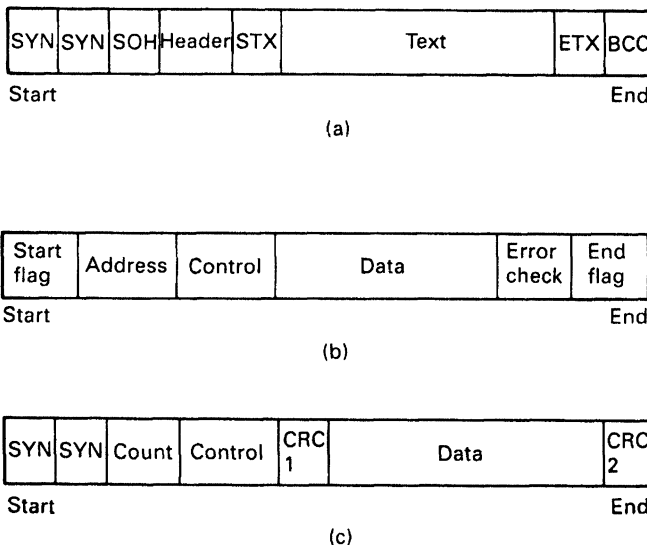 SYN SYN SOH Header STX Text ETX BCC
Start End
(a)
Start flag Address Control Data Error check End flag
Start End
(b)
SYN SYN Count Control CRC 1 Data CRC 2
Start End
(c)